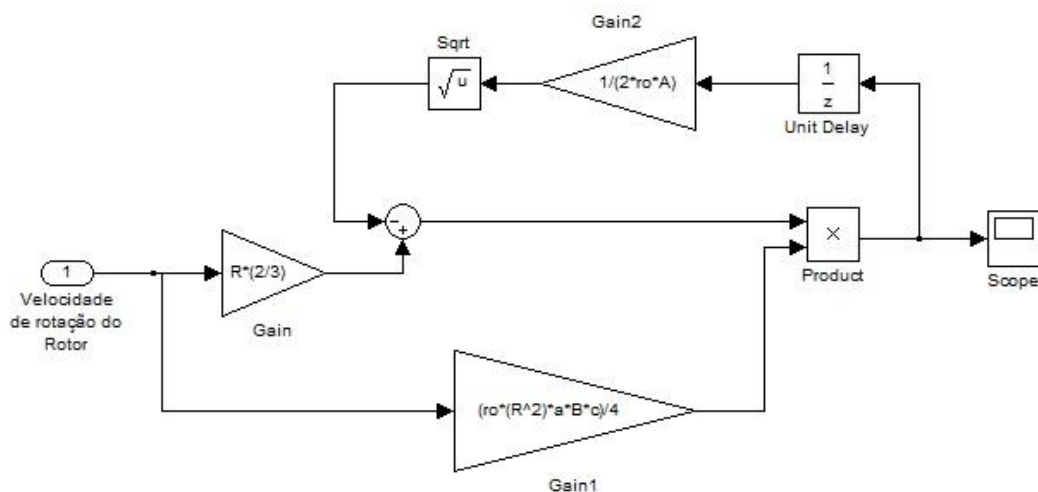 Gain2
Sqrt
√u
1/(2*ro*A)
1
z
Unit Delay
-
+
×
Product
Scope
1
Velocidade
de rotação do
Rotor
R*(2/3)
Gain
(ro*(R^2)*a*B*c)/4
Gain1